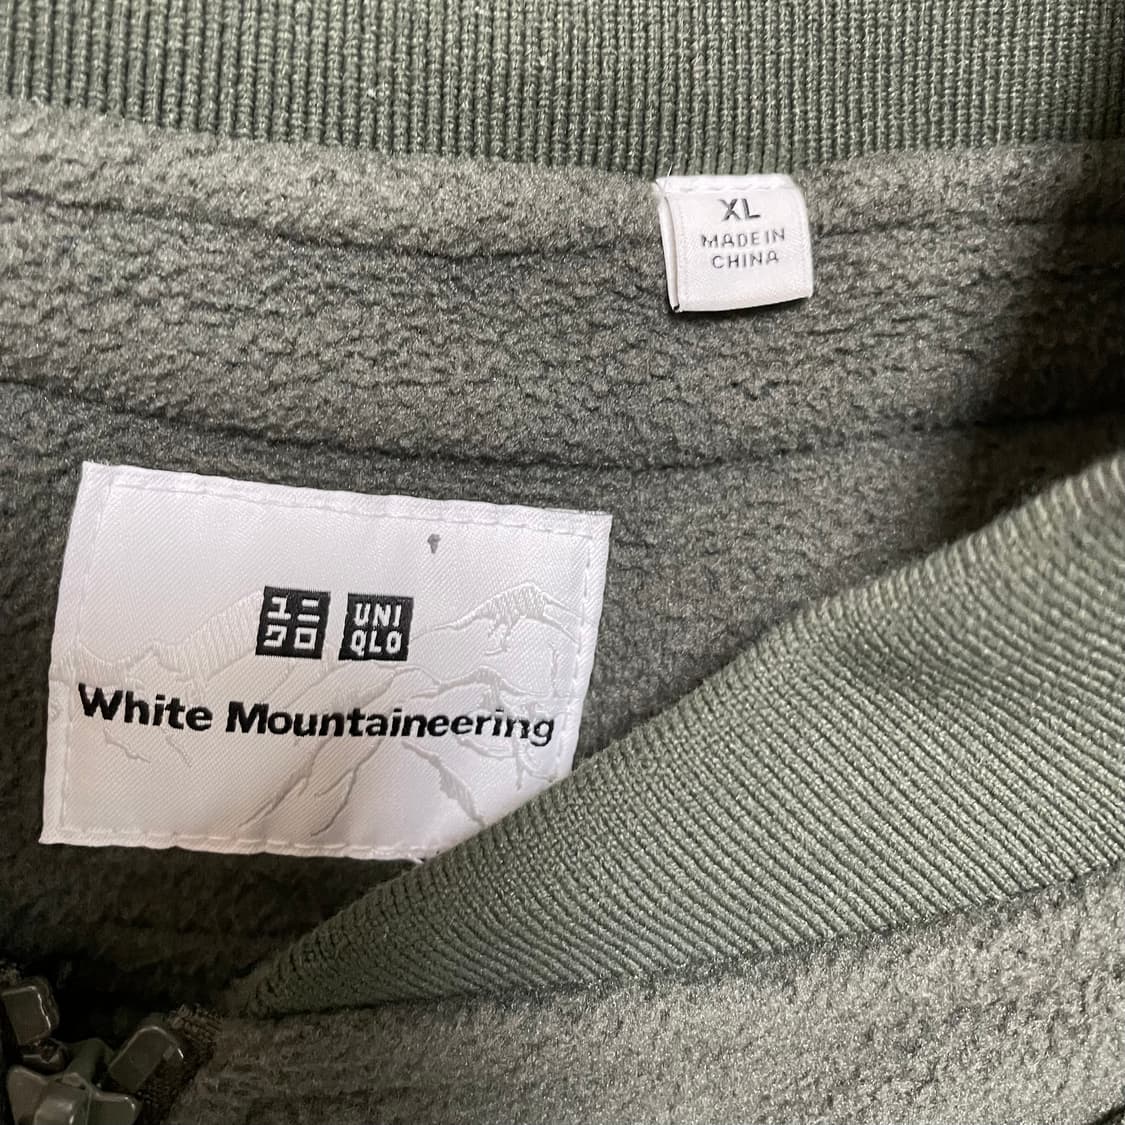 XL
MADE IN
CHINA
ユニ
クロ
UNI
QLO
White Mountaineering